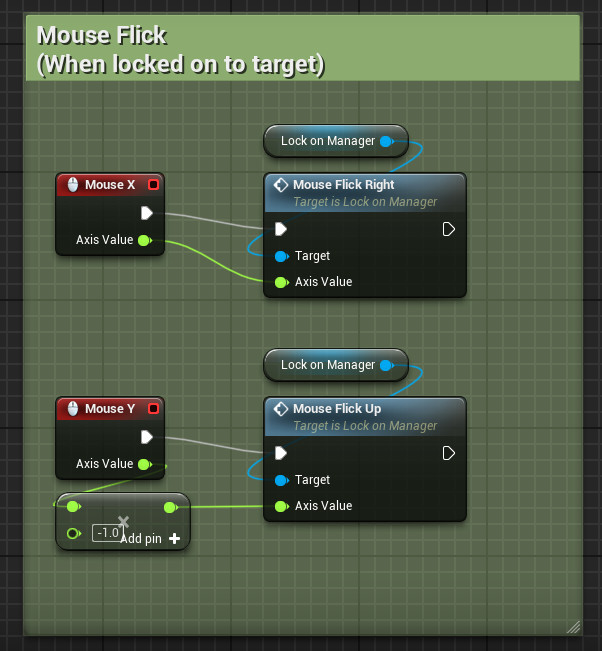 Mouse Flick
(When locked on to target)
Lock on Manager
Mouse X
Mouse Flick Right
Target is Lock on Manager
Axis Value
Target
Axis Value
Lock on Manager
Mouse Y
Mouse Flick Up
Target is Lock on Manager
Axis Value
Target
Axis Value
-1.0
Add pin